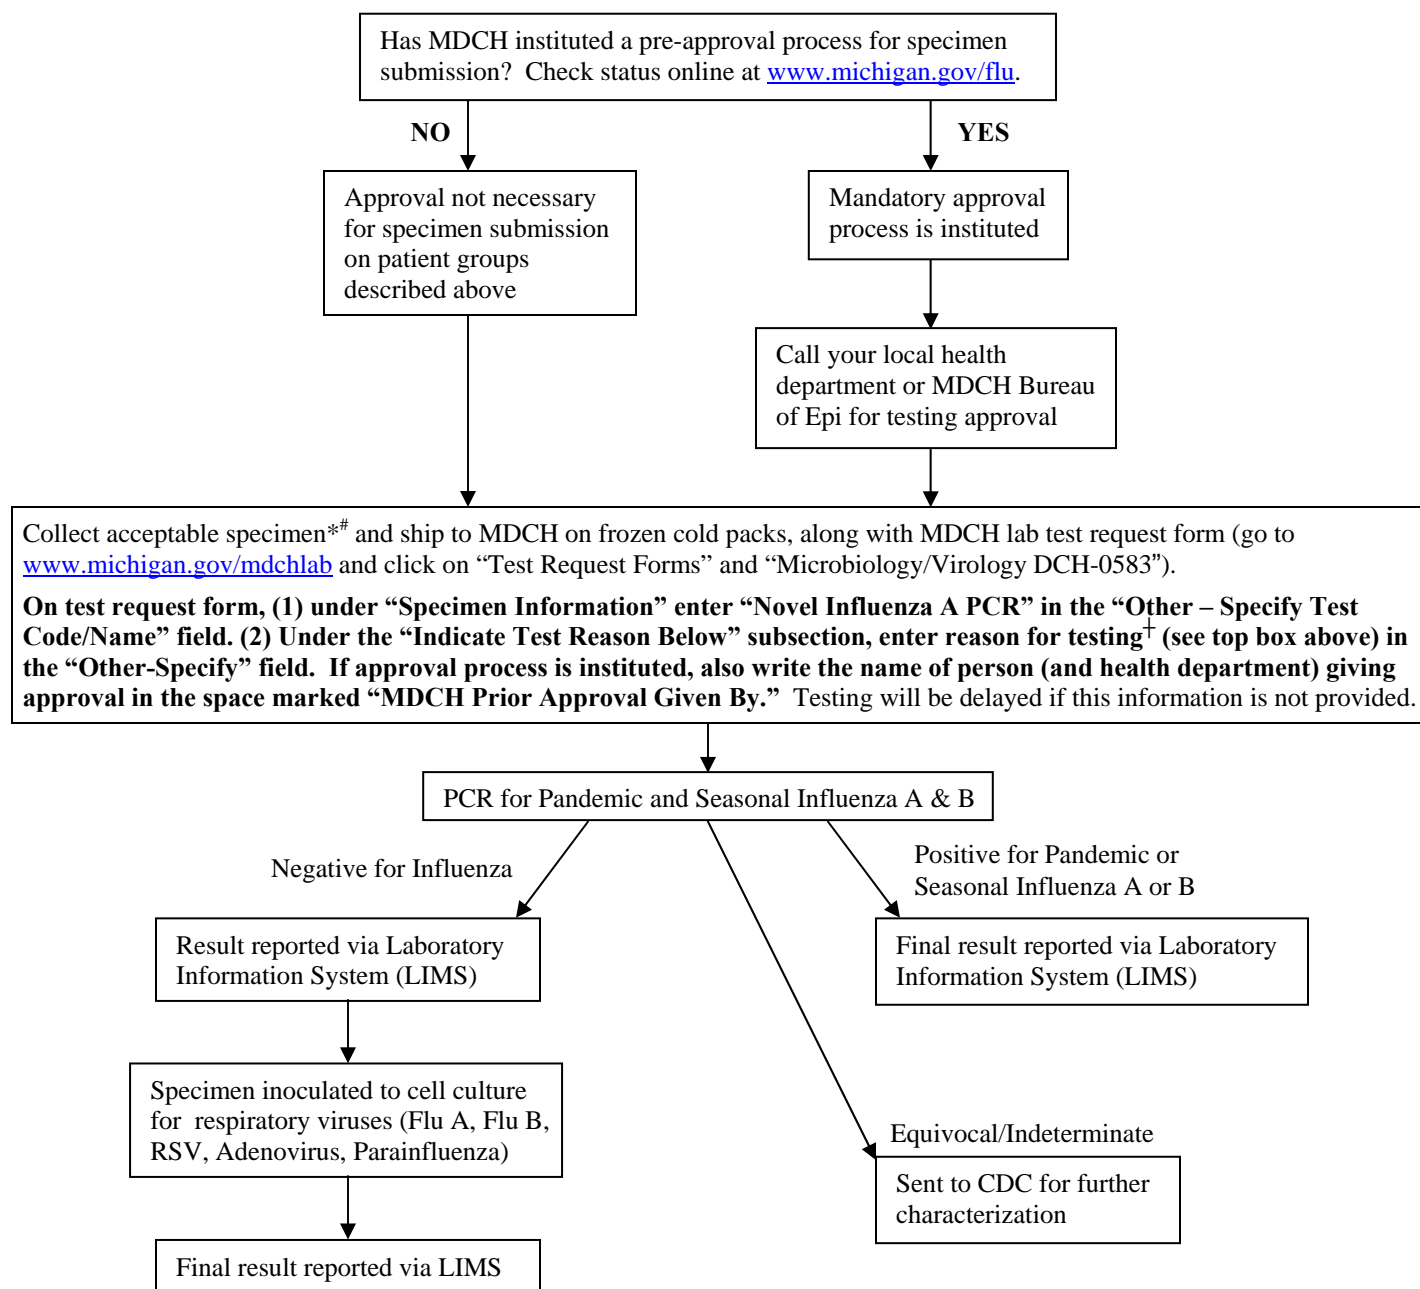 Has MDCH instituted a pre-approval process for specimen
submission?  Check status online at www.michigan.gov/flu.
NO
YES
Approval not necessary
for specimen submission
on patient groups
described above
Mandatory approval
process is instituted
Call your local health
department or MDCH Bureau
of Epi for testing approval
Collect acceptable specimen*# and ship to MDCH on frozen cold packs, along with MDCH lab test request form (go to
www.michigan.gov/mdchlab and click on “Test Request Forms” and “Microbiology/Virology DCH-0583”).
On test request form, (1) under “Specimen Information” enter “Novel Influenza A PCR” in the “Other – Specify Test
Code/Name” field. (2) Under the “Indicate Test Reason Below” subsection, enter reason for testing† (see top box above) in
the “Other-Specify” field.  If approval process is instituted, also write the name of person (and health department) giving
approval in the space marked “MDCH Prior Approval Given By.”  Testing will be delayed if this information is not provided.
PCR for Pandemic and Seasonal Influenza A & B
Negative for Influenza
Positive for Pandemic or
Seasonal Influenza A or B
Result reported via Laboratory
Information System (LIMS)
Final result reported via Laboratory
Information System (LIMS)
Specimen inoculated to cell culture
for  respiratory viruses (Flu A, Flu B,
RSV, Adenovirus, Parainfluenza)
Equivocal/Indeterminate
Sent to CDC for further
characterization
Final result reported via LIMS